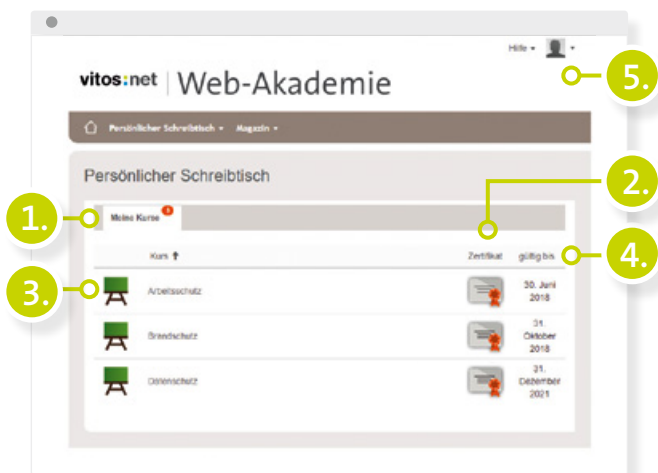 Hilfe
vitos:net | Web-Akademie
5.
Persönlicher Schreibtisch Magazin
Persönlicher Schreibtisch
2.
1.
Meine Kurse
Kurs Zertifikat gültig bis
4.
3.
Arbeitsschutz 30. Juni
2018
Brandschutz 31.
Oktober
2018
Datenschutz 31.
Dezember
2021